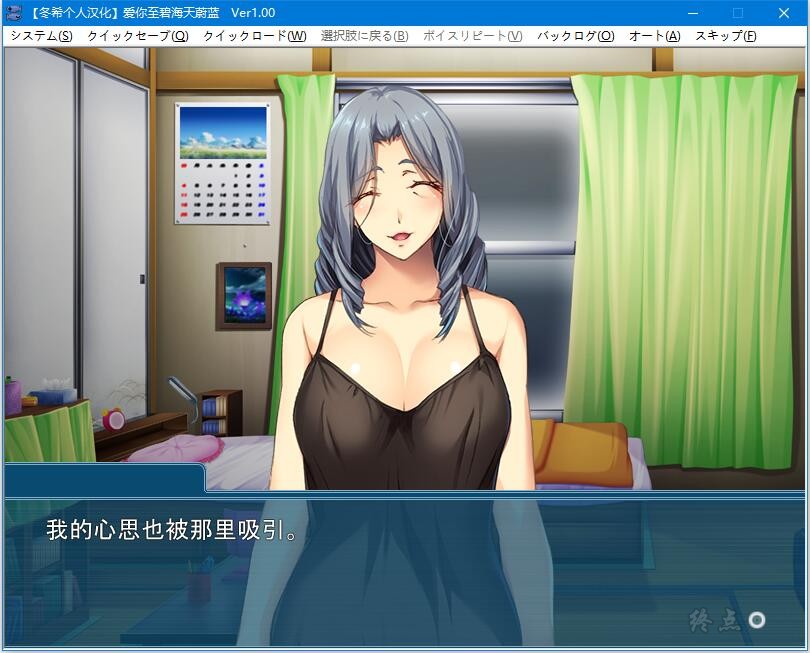 【冬希个人汉化】爱你至碧海天蔚蓝 Ver1.00
システム(S) クイックセーブ(Q) クイックロード(W) 選択肢に戻る(B) ボイスリピート(V) バックログ(O) オート(A) スキップ(F)
我的心思也被那里吸引。
终点